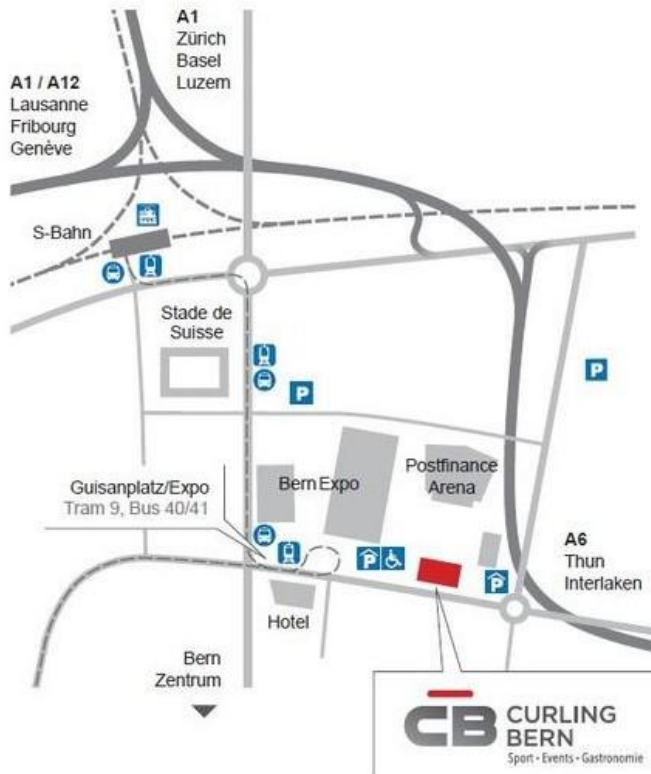 A1
Zürich
Basel
Luzern
A1 / A12
Lausanne
Fribourg
Genève
S-Bahn
Stade de
Suisse
P
P
Guisanplatz/Expo
Tram 9, Bus 40/41
Bern Expo
Postfinance
Arena
P
P
A6
Thun
Interlaken
Hotel
Bern
Zentrum
CB
CURLING
BERN
Sport - Events - Gastronomie